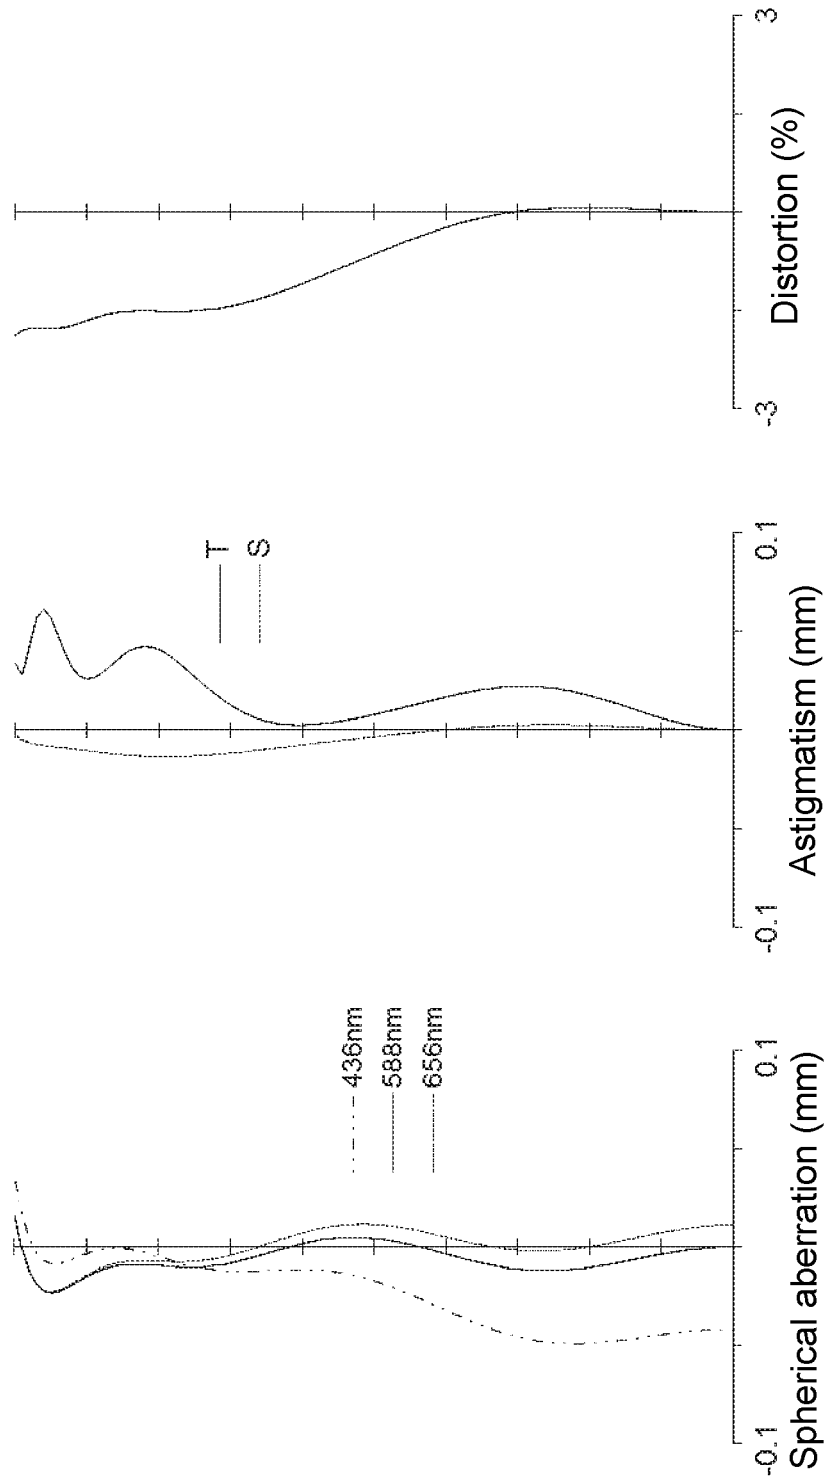 -0.1
0.1
Spherical aberration (mm)
436nm
588nm
656nm
-0.1
0.1
Astigmatism (mm)
T
S
-3
3
Distortion (%)